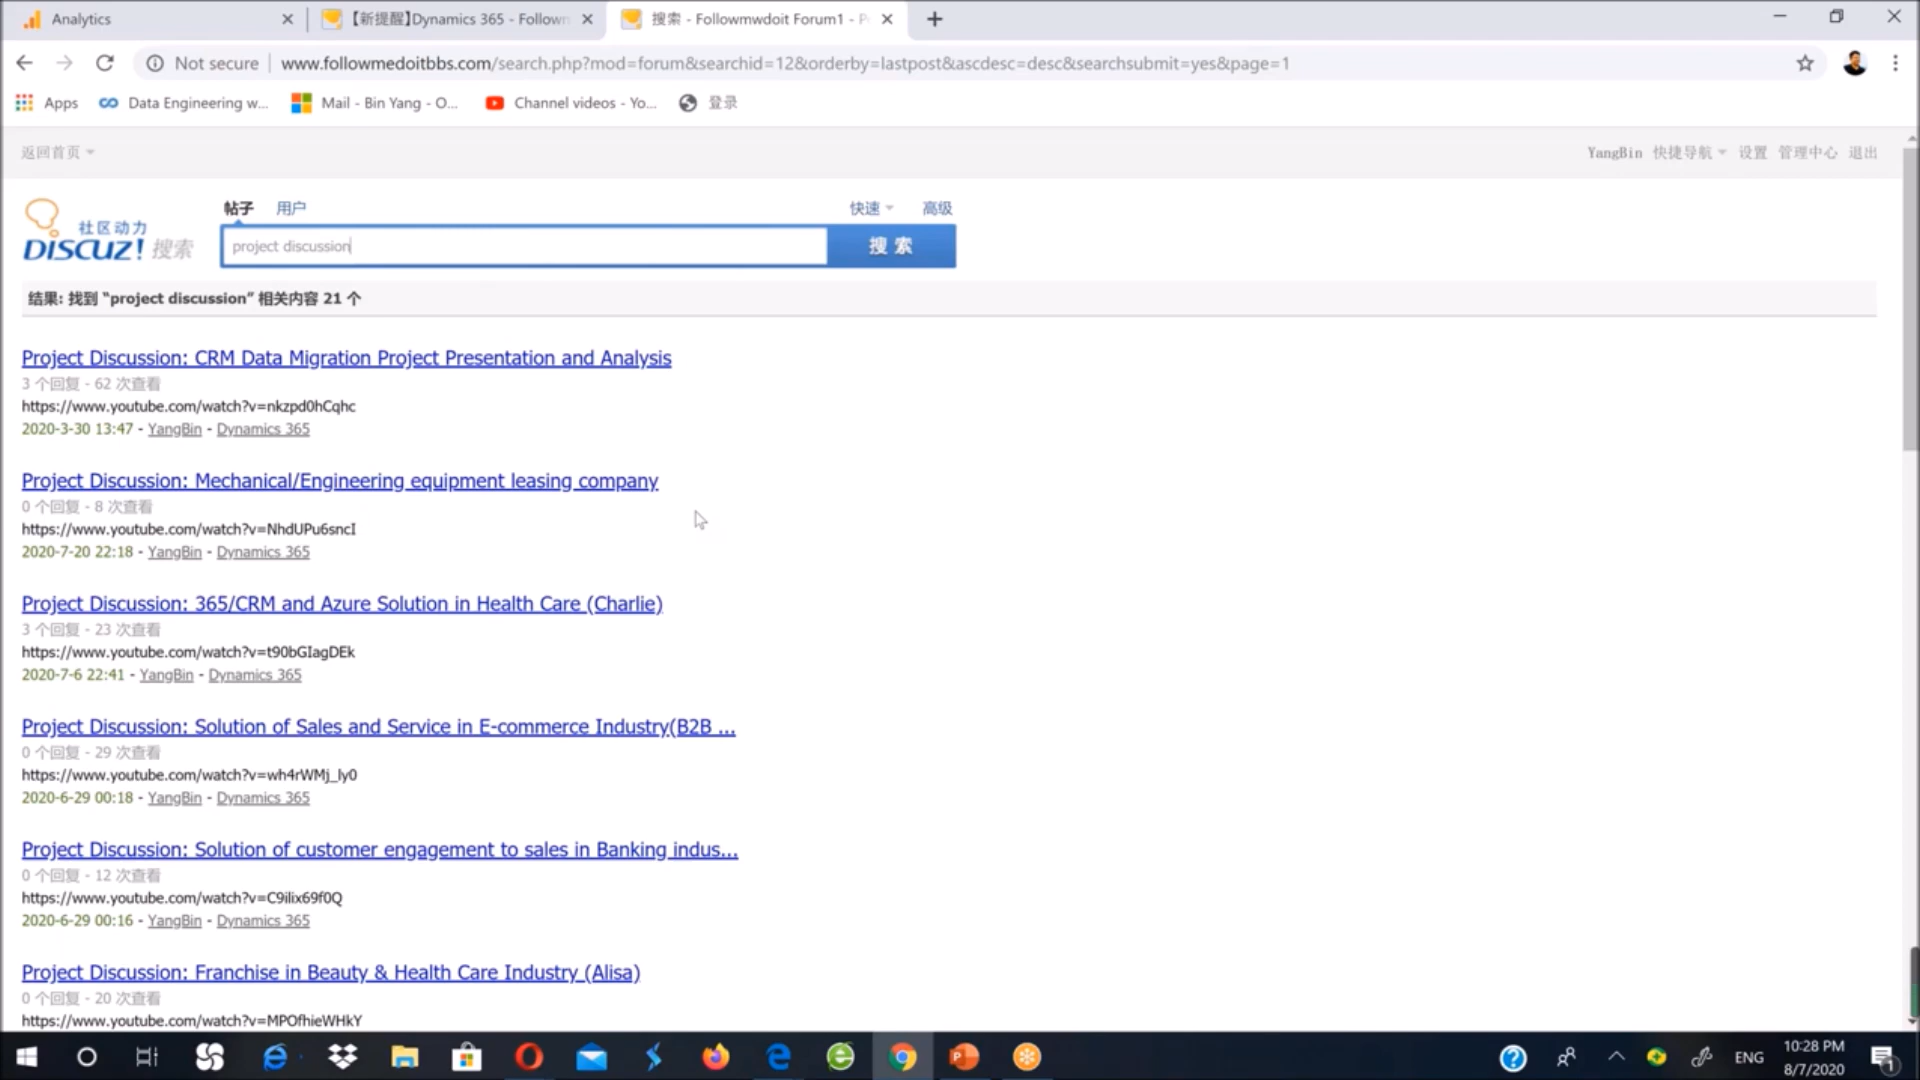 Analytics
【新提醒】Dynamics 365 - Follown
搜索 - Followmwdoit Forum1 - P
Not secure
www.followmedoitbbs.com/search.php?mod=forum&searchid=12&orderby=lastpost&ascdesc=desc&searchsubmit=yes&page=1
Apps
Data Engineering w...
Mail - Bin Yang - O...
Channel videos - Yo...
登录
返回首页
YangBin 快捷导航 设置 管理中心 退出
帖子 用户
快速 高级
社区动力
DISCUZ! 搜索
project discussion
搜 索
结果: 找到 “project discussion” 相关内容 21 个
Project Discussion: CRM Data Migration Project Presentation and Analysis
3 个回复 - 62 次查看
https://www.youtube.com/watch?v=nkzpd0hCqhc
2020-3-30 13:47 - YangBin - Dynamics 365
Project Discussion: Mechanical/Engineering equipment leasing company
0 个回复 - 8 次查看
https://www.youtube.com/watch?v=NhdUPu6sncI
2020-7-20 22:18 - YangBin - Dynamics 365
Project Discussion: 365/CRM and Azure Solution in Health Care (Charlie)
3 个回复 - 23 次查看
https://www.youtube.com/watch?v=t90bGIagDEk
2020-7-6 22:41 - YangBin - Dynamics 365
Project Discussion: Solution of Sales and Service in E-commerce Industry(B2B ...
0 个回复 - 29 次查看
https://www.youtube.com/watch?v=wh4rWMj_ly0
2020-6-29 00:18 - YangBin - Dynamics 365
Project Discussion: Solution of customer engagement to sales in Banking indus...
0 个回复 - 12 次查看
https://www.youtube.com/watch?v=C9ilix69f0Q
2020-6-29 00:16 - YangBin - Dynamics 365
Project Discussion: Franchise in Beauty & Health Care Industry (Alisa)
0 个回复 - 20 次查看
https://www.youtube.com/watch?v=MPOfhieWHkY
ENG
10:28 PM
8/7/2020
1